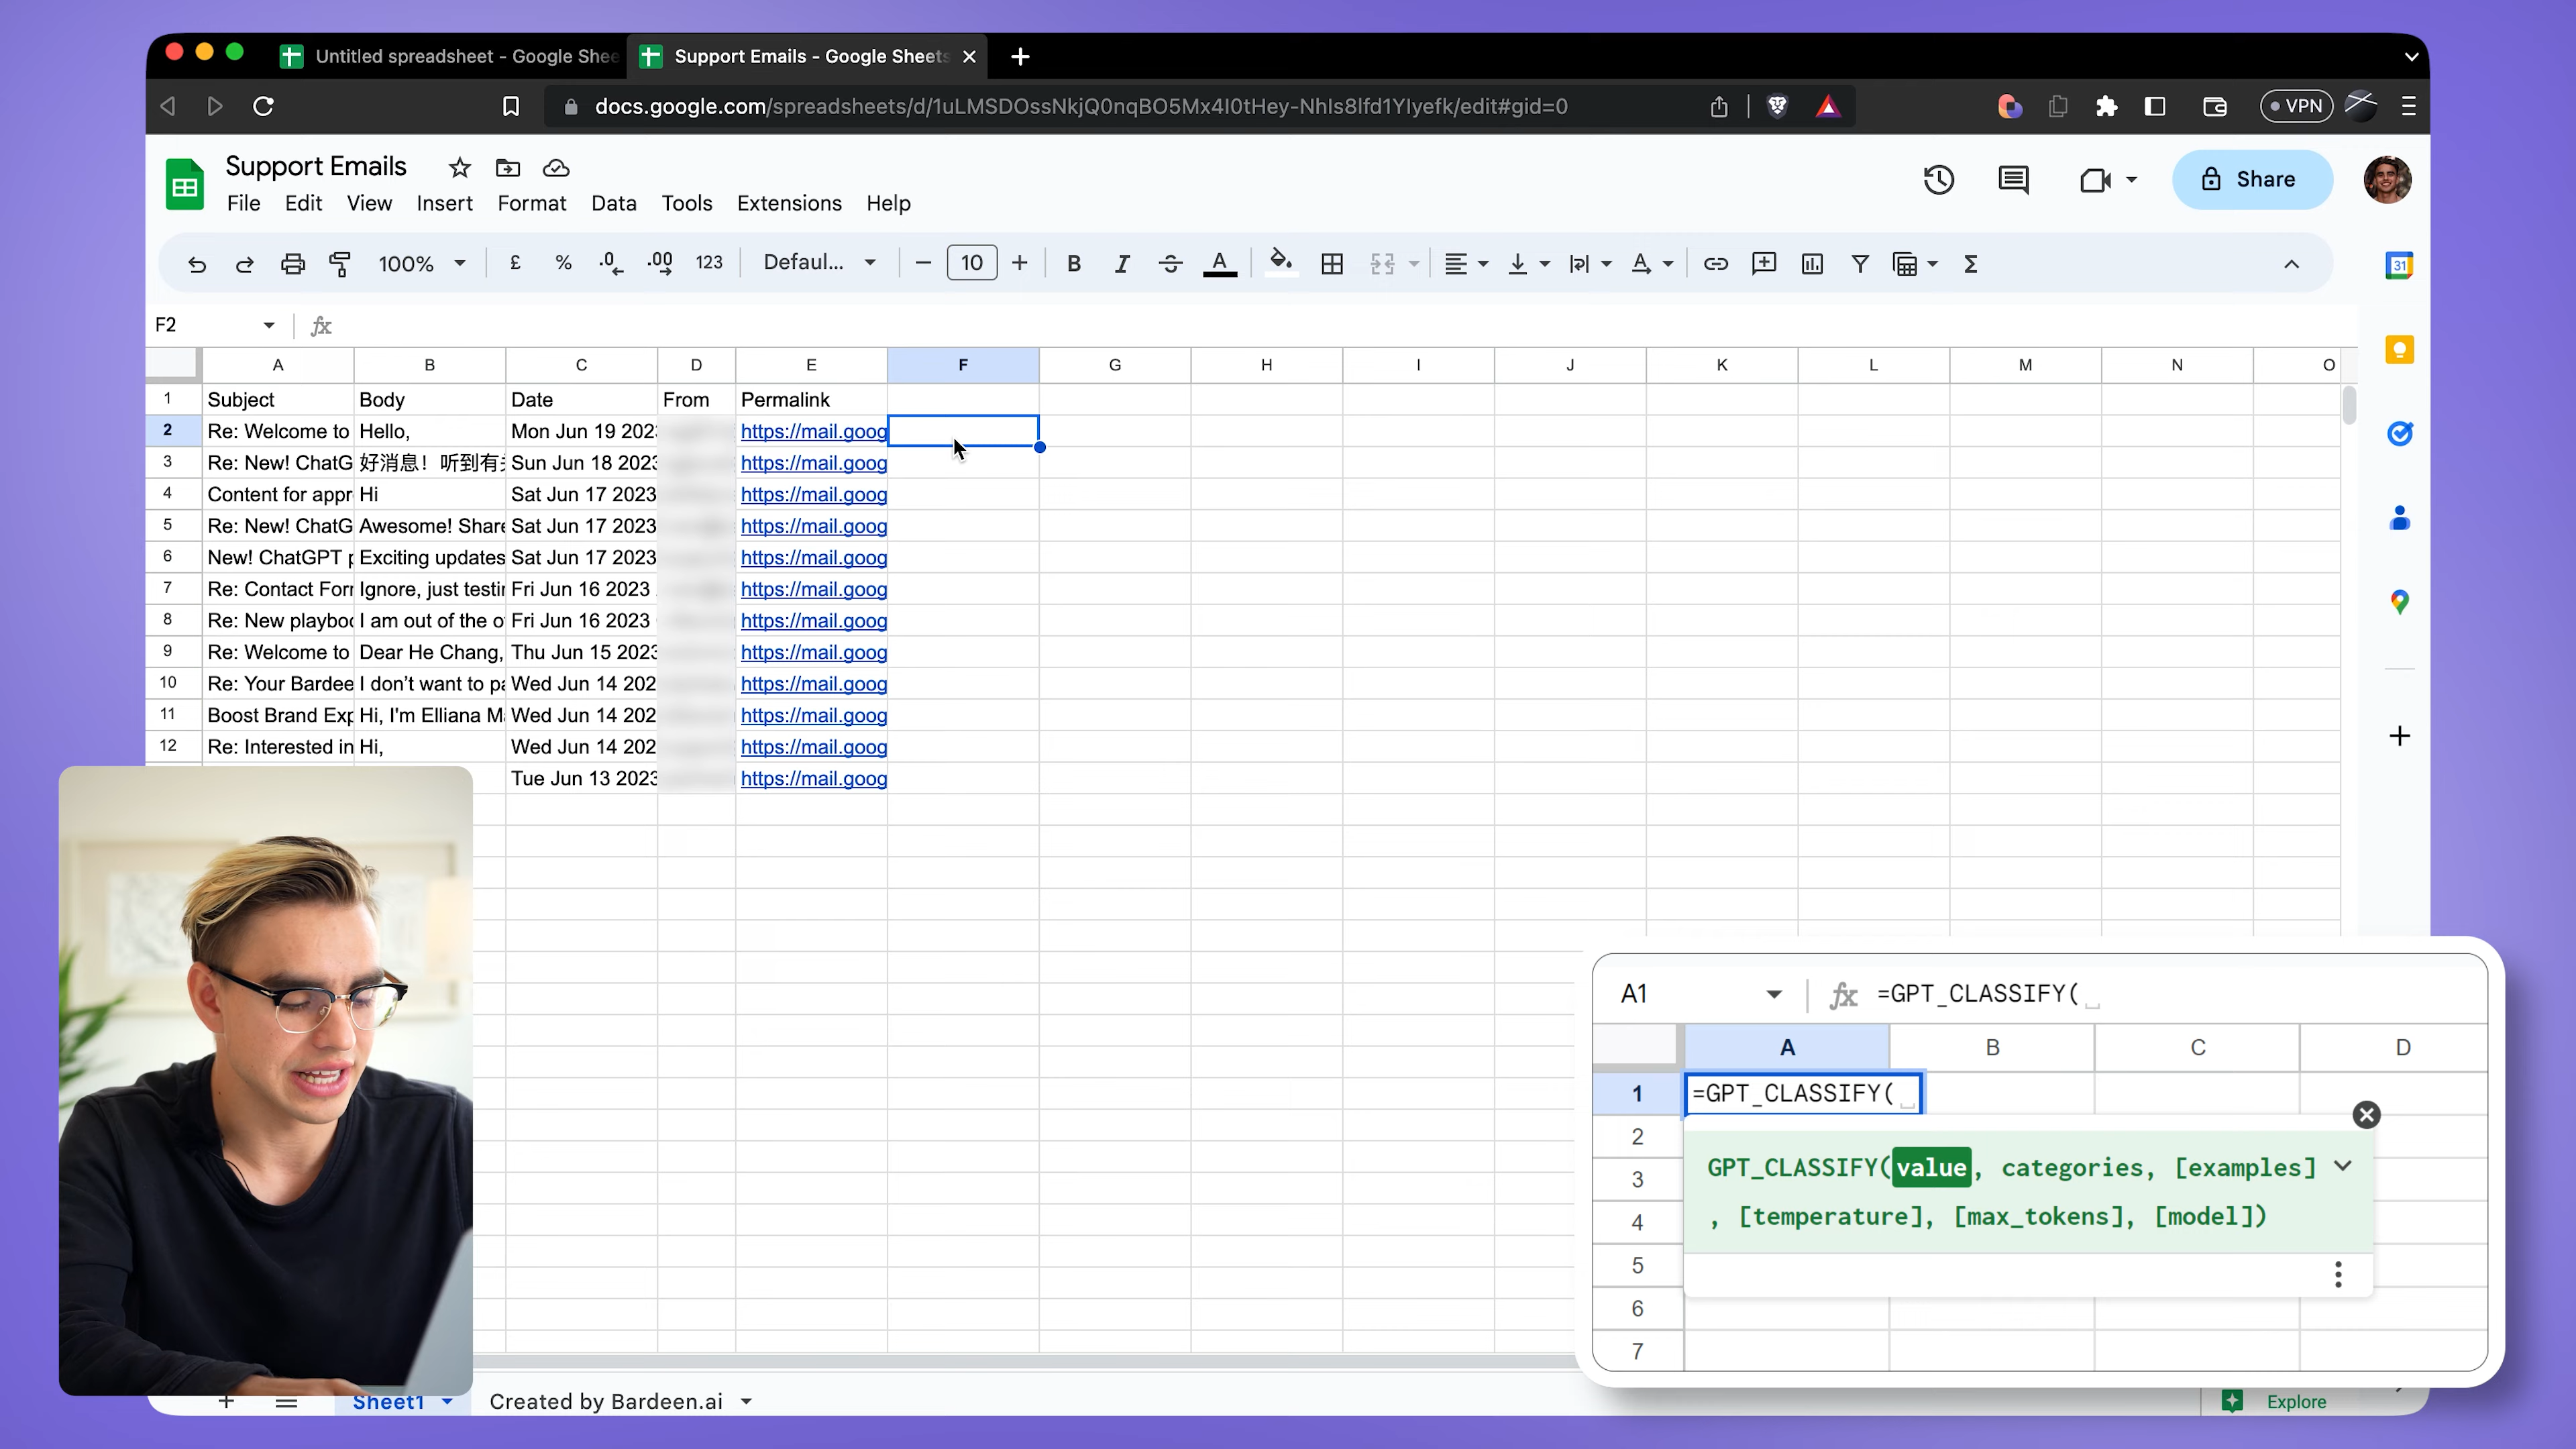 Untitled spreadsheet - Google Shee
Support Emails - Google Sheets
docs.google.com/spreadsheets/d/1uLMSDOssNkjQ0nqBO5Mx4I0tHey-NhIs8lfd1YIyefk/edit#gid=0
VPN
Support Emails
Share
File Edit View Insert Format Data Tools Extensions Help
100% £ % .0 .00 123 Defaul... 10 B I A
31
F2 fx
A B C D E F G H I J K L M N O
1 Subject Body Date From Permalink
2 Re: Welcome to Hello, Mon Jun 19 202 https://mail.goog
3 Re: New! ChatG 好消息！听到有 Sun Jun 18 2023 https://mail.goog
4 Content for appr Hi Sat Jun 17 2023 https://mail.goog
5 Re: New! ChatG Awesome! Share Sat Jun 17 2023 https://mail.goog
6 New! ChatGPT p Exciting updates Sat Jun 17 2023 https://mail.goog
7 Re: Contact Forr Ignore, just testin Fri Jun 16 2023 https://mail.goog
8 Re: New playboo I am out of the o Fri Jun 16 2023 https://mail.goog
9 Re: Welcome to Dear He Chang, Thu Jun 15 2023 https://mail.goog
10 Re: Your Bardee I don’t want to pa Wed Jun 14 202 https://mail.goog
11 Boost Brand Exp Hi, I'm Elliana M Wed Jun 14 202 https://mail.goog
12 Re: Interested in Hi, Wed Jun 14 202 https://mail.goog
Tue Jun 13 2023 https://mail.goog
A1 fx =GPT_CLASSIFY(
A B C D
1 =GPT_CLASSIFY(
2
GPT_CLASSIFY(value, categories, [examples]
3
, [temperature], [max_tokens], [model])
4
5
6
7
Sheet1 Created by Bardeen.ai
Explore